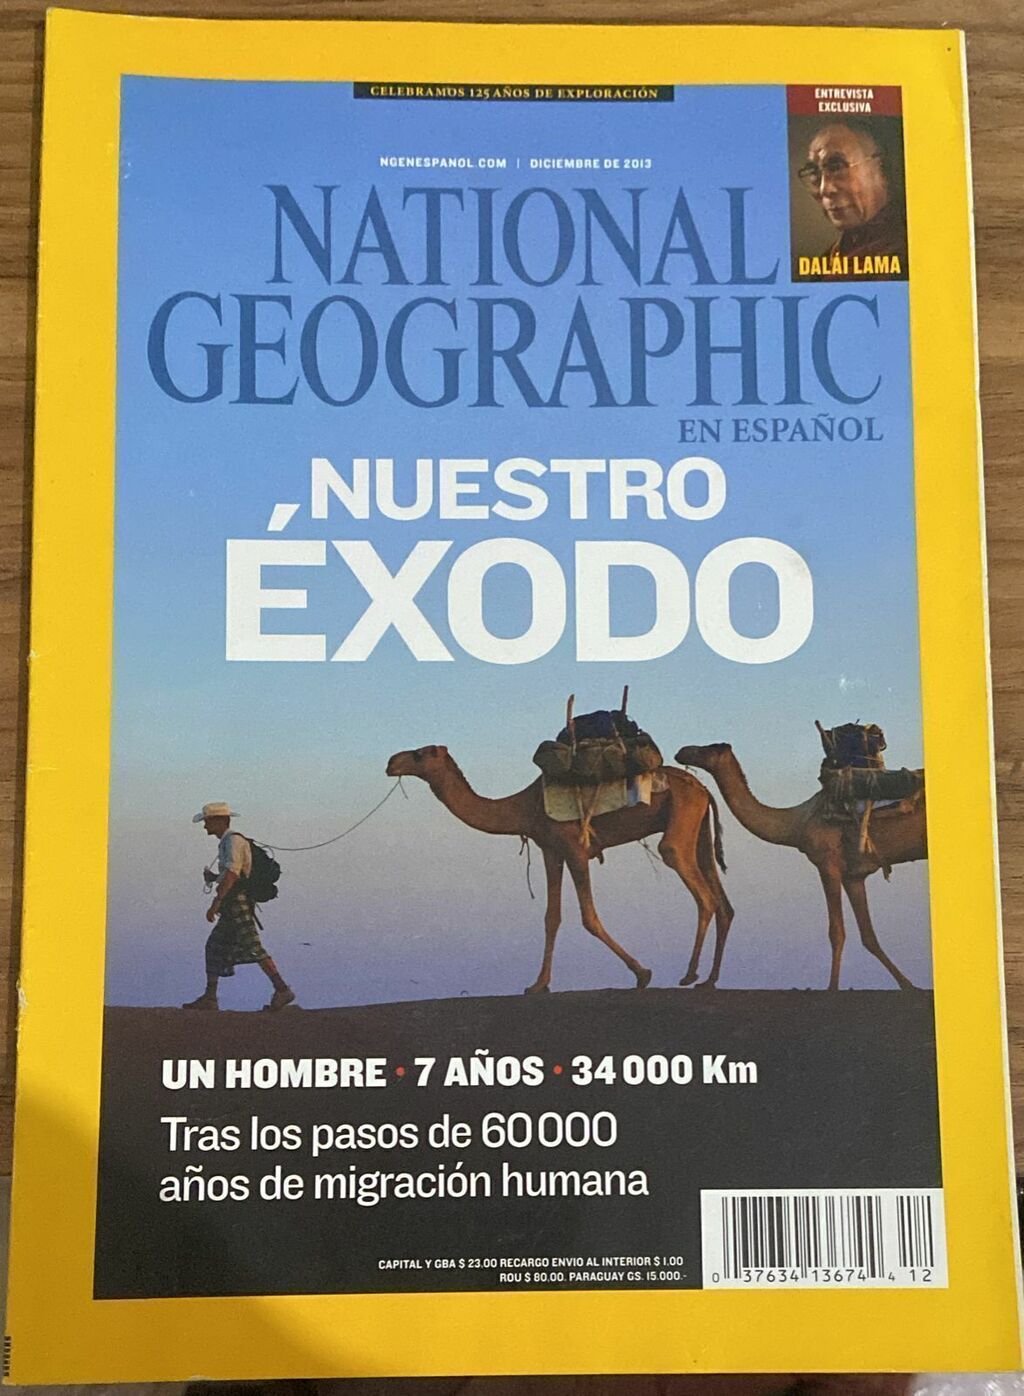 CELEBRAMOS 125 AÑOS DE EXPLORACIÓN
ENTREVISTA
EXCLUSIVA
DALÁI LAMA
NGENESPANOL.COM | DICIEMBRE DE 2013
NATIONAL
GEOGRAPHIC
EN ESPAÑOL
NUESTRO
ÉXODO
UN HOMBRE • 7 AÑOS • 34 000 Km
Tras los pasos de 60 000
años de migración humana
CAPITAL Y GBA $ 23.00 RECARGO ENVIO AL INTERIOR $ 1.00
ROU $ 80.00. PARAGUAY GS. 15.000.-
0 37634 13674 4 12